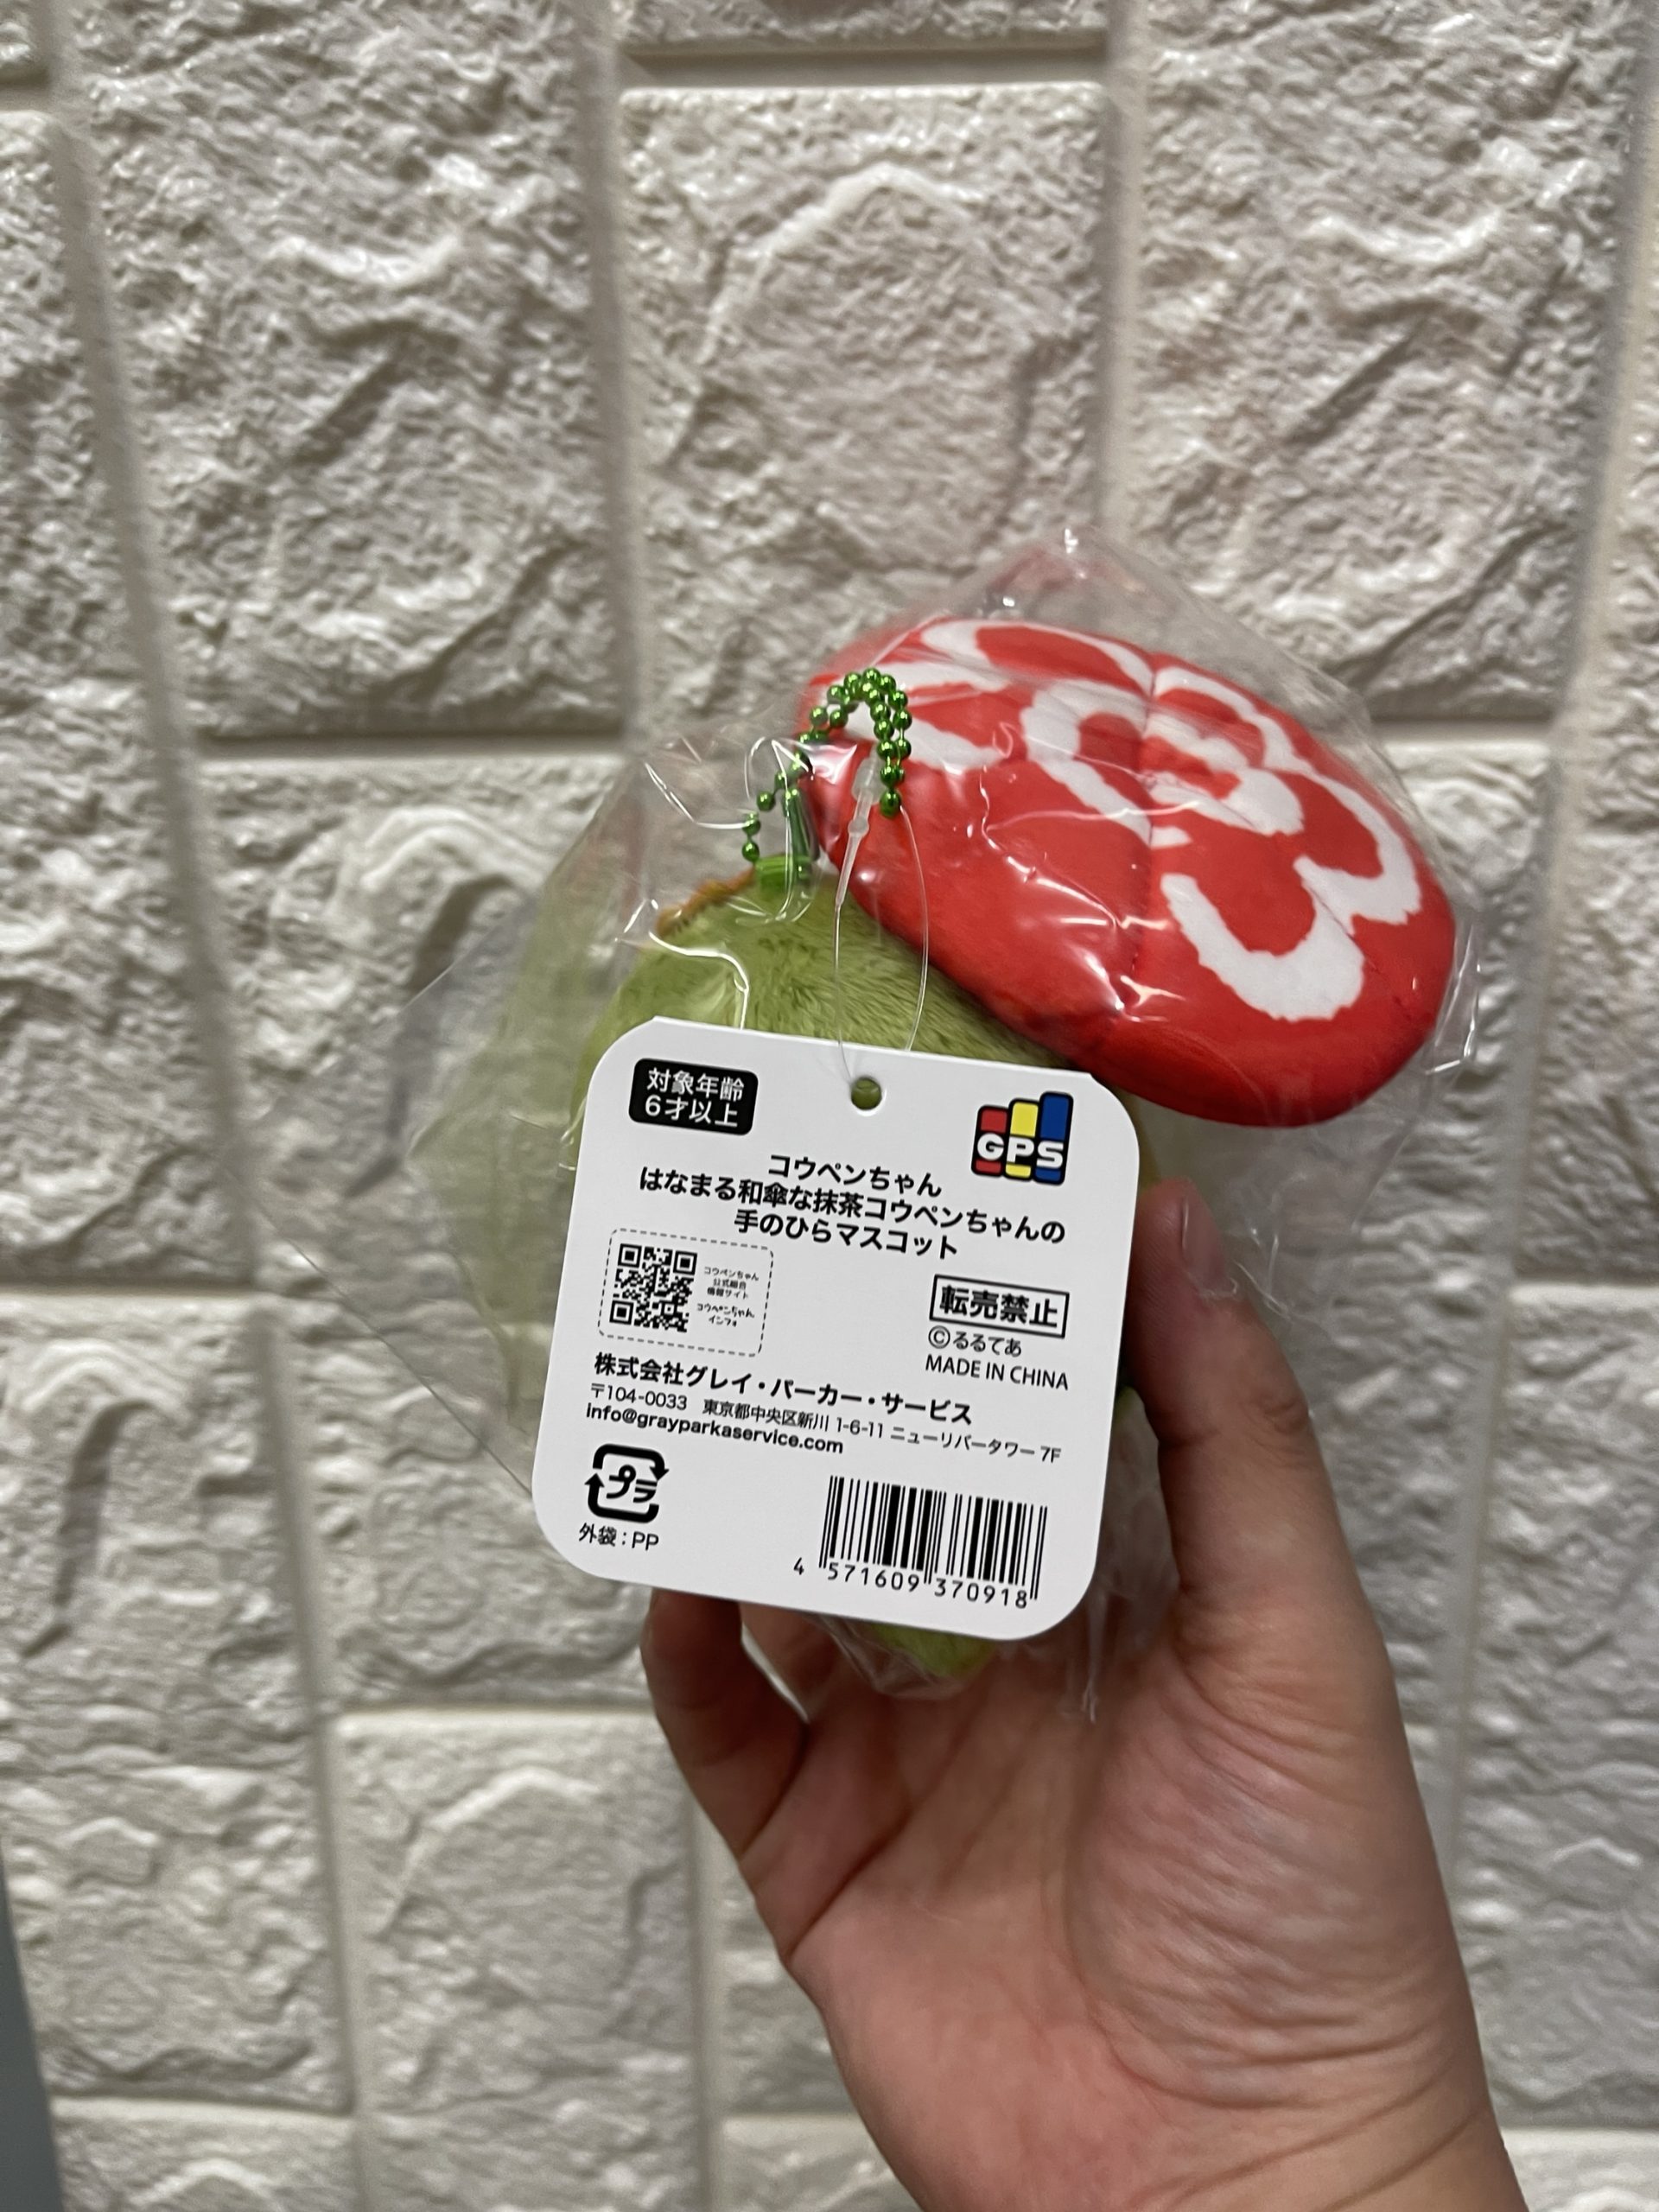 対象年齢
6才以上
GPS
コウペンちゃん
はなまる和傘な抹茶コウペンちゃんの
手のひらマスコット
コウペンちゃん
公式総合
情報サイト
コウペンちゃん
インフォ
転売禁止
©るるてあ
MADE IN CHINA
株式会社グレイ・パーカー・サービス
〒104-0033 東京都中央区新川 1-6-11 ニューリバータワー 7F
info@grayparkaservice.com
プラ
外袋：PP
4 571609 370918